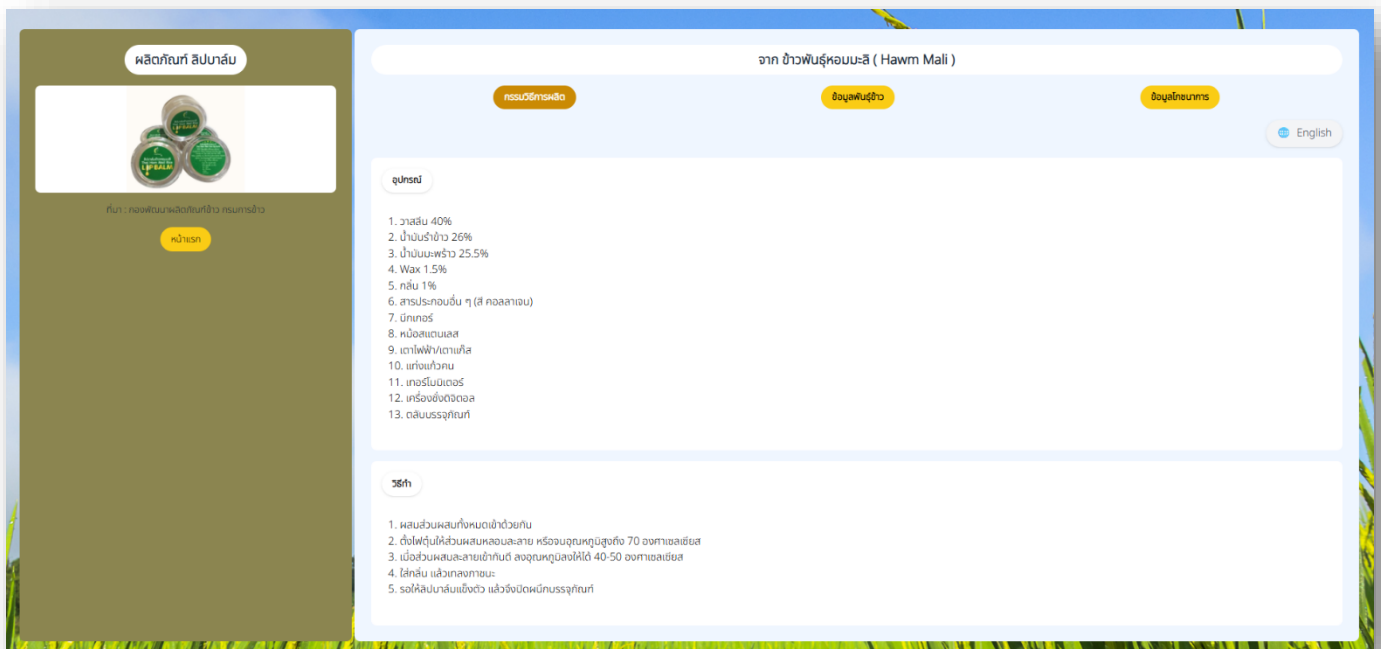 ผลิตภัณฑ์ ลิปบาล์ม
LIP BALM
ที่มา : กองพัฒนาผลิตภัณฑ์ข้าว กรมการข้าว
หน้าแรก
จาก ข้าวพันธุ์หอมมะลิ ( Hawm Mali )
กรรมวิธีการผลิต
ข้อมูลพันธุ์ข้าว
ข้อมูลโภชนาการ
English
อุปกรณ์
1. วาสลีน 40%
2. น้ำมันรำข้าว 26%
3. น้ำมันมะพร้าว 25.5%
4. Wax 1.5%
5. กลิ่น 1%
6. สารประกอบอื่น ๆ (สี คอลลาเจน)
7. บีกเกอร์
8. หม้อสแตนเลส
9. เตาไฟฟ้า/เตาแก๊ส
10. แท่งแก้วคน
11. เทอร์โมมิเตอร์
12. เครื่องชั่งดิจิตอล
13. ตลับบรรจุภัณฑ์
วิธีทำ
1. ผสมส่วนผสมทั้งหมดเข้าด้วยกัน
2. ตั้งไฟตุ๋นให้ส่วนผสมหลอมละลาย หรือจนอุณหภูมิสูงถึง 70 องศาเซลเซียส
3. เมื่อส่วนผสมละลายเข้ากันดี ลงอุณหภูมิลงให้ได้ 40-50 องศาเซลเซียส
4. ใส่กลิ่น แล้วเทลงภาชนะ
5. รอให้ลิปบาล์มแข็งตัว แล้วจึงปิดผนึกบรรจุภัณฑ์